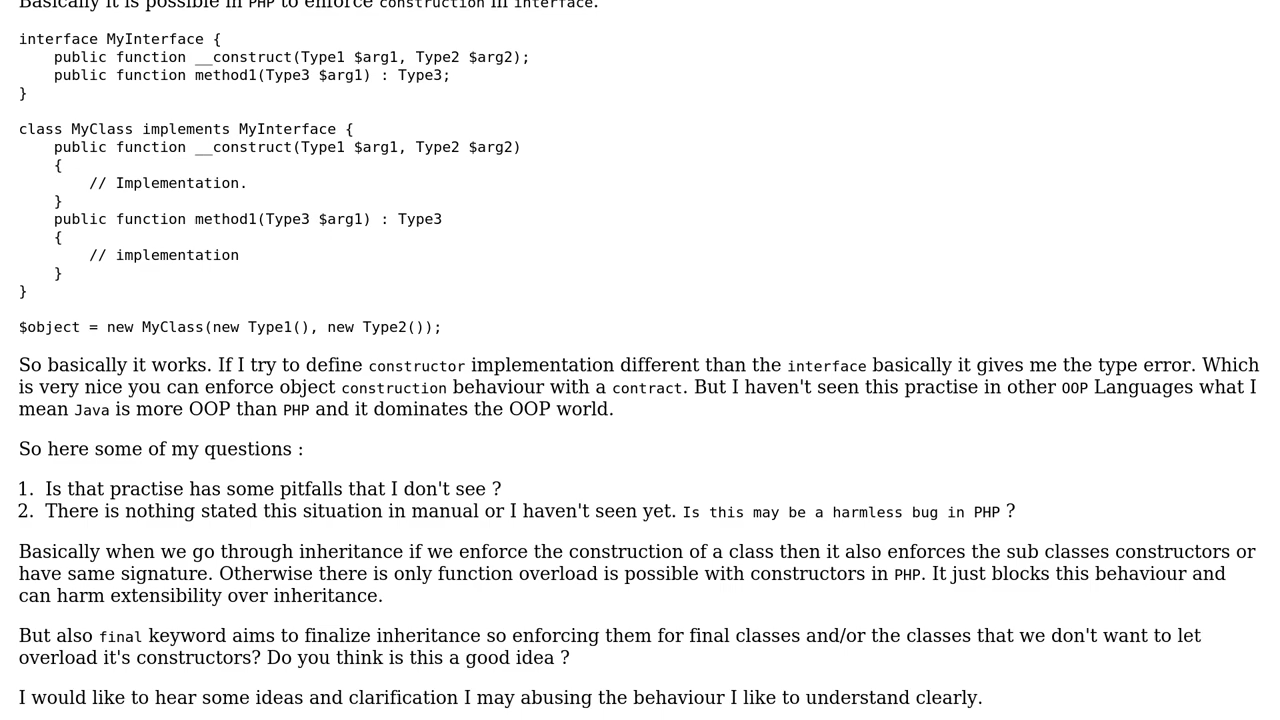 Basically it is possible in PHP to enforce construction in interface.
interface MyInterface {
    public function __construct(Type1 $arg1, Type2 $arg2);
    public function method1(Type3 $arg1) : Type3;
}
class MyClass implements MyInterface {
    public function __construct(Type1 $arg1, Type2 $arg2)
    {
        // Implementation.
    }
    public function method1(Type3 $arg1) : Type3
    {
        // implementation
    }
}
$object = new MyClass(new Type1(), new Type2());
So basically it works. If I try to define constructor implementation different than the interface basically it gives me the type error. Which
is very nice you can enforce object construction behaviour with a contract. But I haven't seen this practise in other OOP Languages what I
mean Java is more OOP than PHP and it dominates the OOP world.
So here some of my questions :
1. Is that practise has some pitfalls that I don't see ?
2. There is nothing stated this situation in manual or I haven't seen yet. Is this may be a harmless bug in PHP ?
Basically when we go through inheritance if we enforce the construction of a class then it also enforces the sub classes constructors or
have same signature. Otherwise there is only function overload is possible with constructors in PHP. It just blocks this behaviour and
can harm extensibility over inheritance.
But also final keyword aims to finalize inheritance so enforcing them for final classes and/or the classes that we don't want to let
overload it's constructors? Do you think is this a good idea ?
I would like to hear some ideas and clarification I may abusing the behaviour I like to understand clearly.